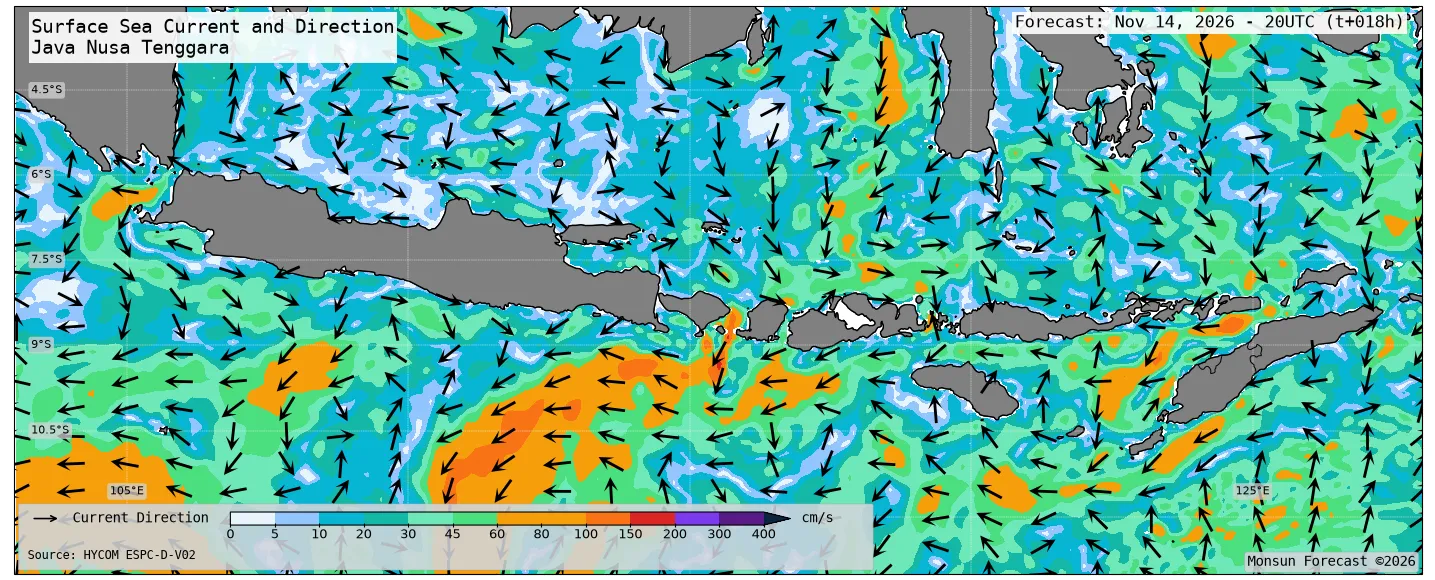 Surface Sea Current and Direction
Java Nusa Tenggara
Forecast: Nov 14, 2026 - 20UTC (t+018h)
4.5°S
6°S
7.5°S
9°S
10.5°S
105°E
125°E
Current Direction
0 5 10 20 30 45 60 80 100 150 200 300 400
cm/s
Source: HYCOM ESPC-D-V02
Monsun Forecast ©2026